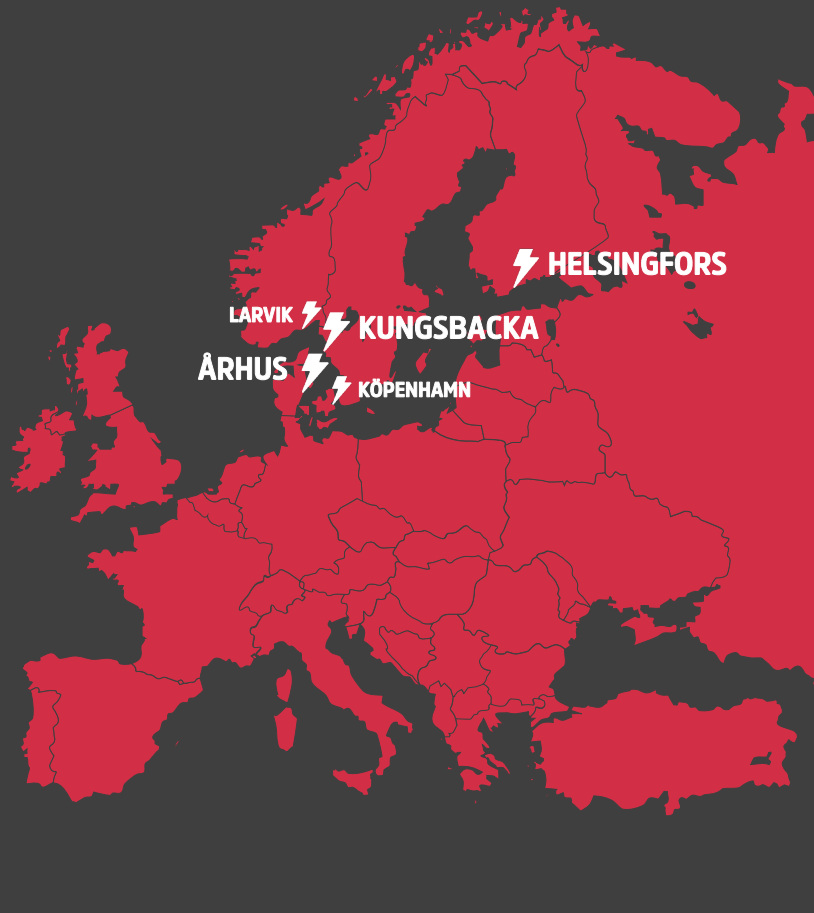 HELSINGFORS
LARVIK
KUNGSBACKA
ÅRHUS
KÖPENHAMN